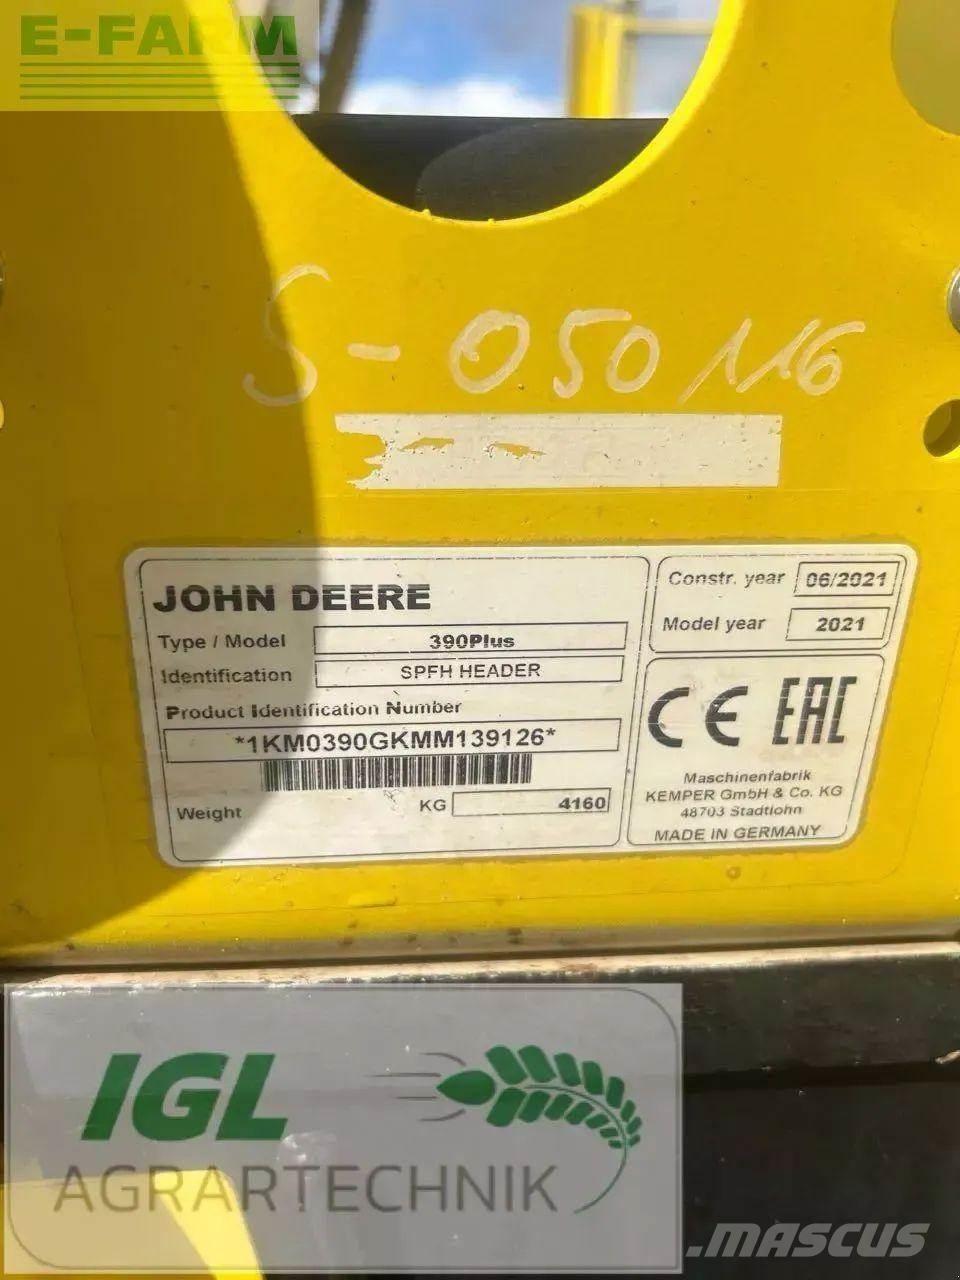 E-FARM
S-050116
JOHN DEERE
Type / Model 390Plus
Identification SPFH HEADER
Product Identification Number
*1KM0390GKMM139126*
Weight KG 4160
Constr. year 06/2021
Model year 2021
CE EAC
Maschinenfabrik
KEMPER GmbH & Co. KG
48703 Stadtlohn
MADE IN GERMANY
IGL
AGRARTECHNIK
.MASCUS